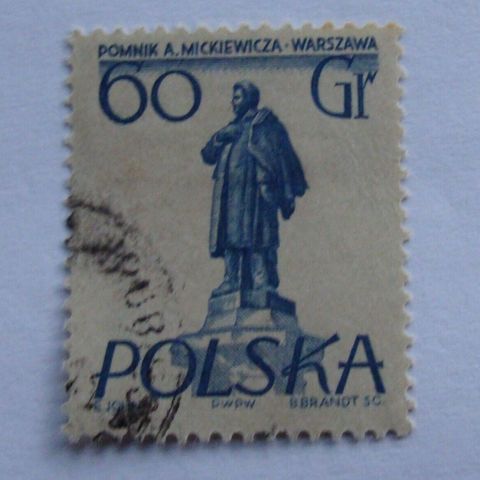 POMNIK A. MICKIEWICZA · WARSZAWA
60 Gr
POLSKA
PWPW B.BRANDT SC.